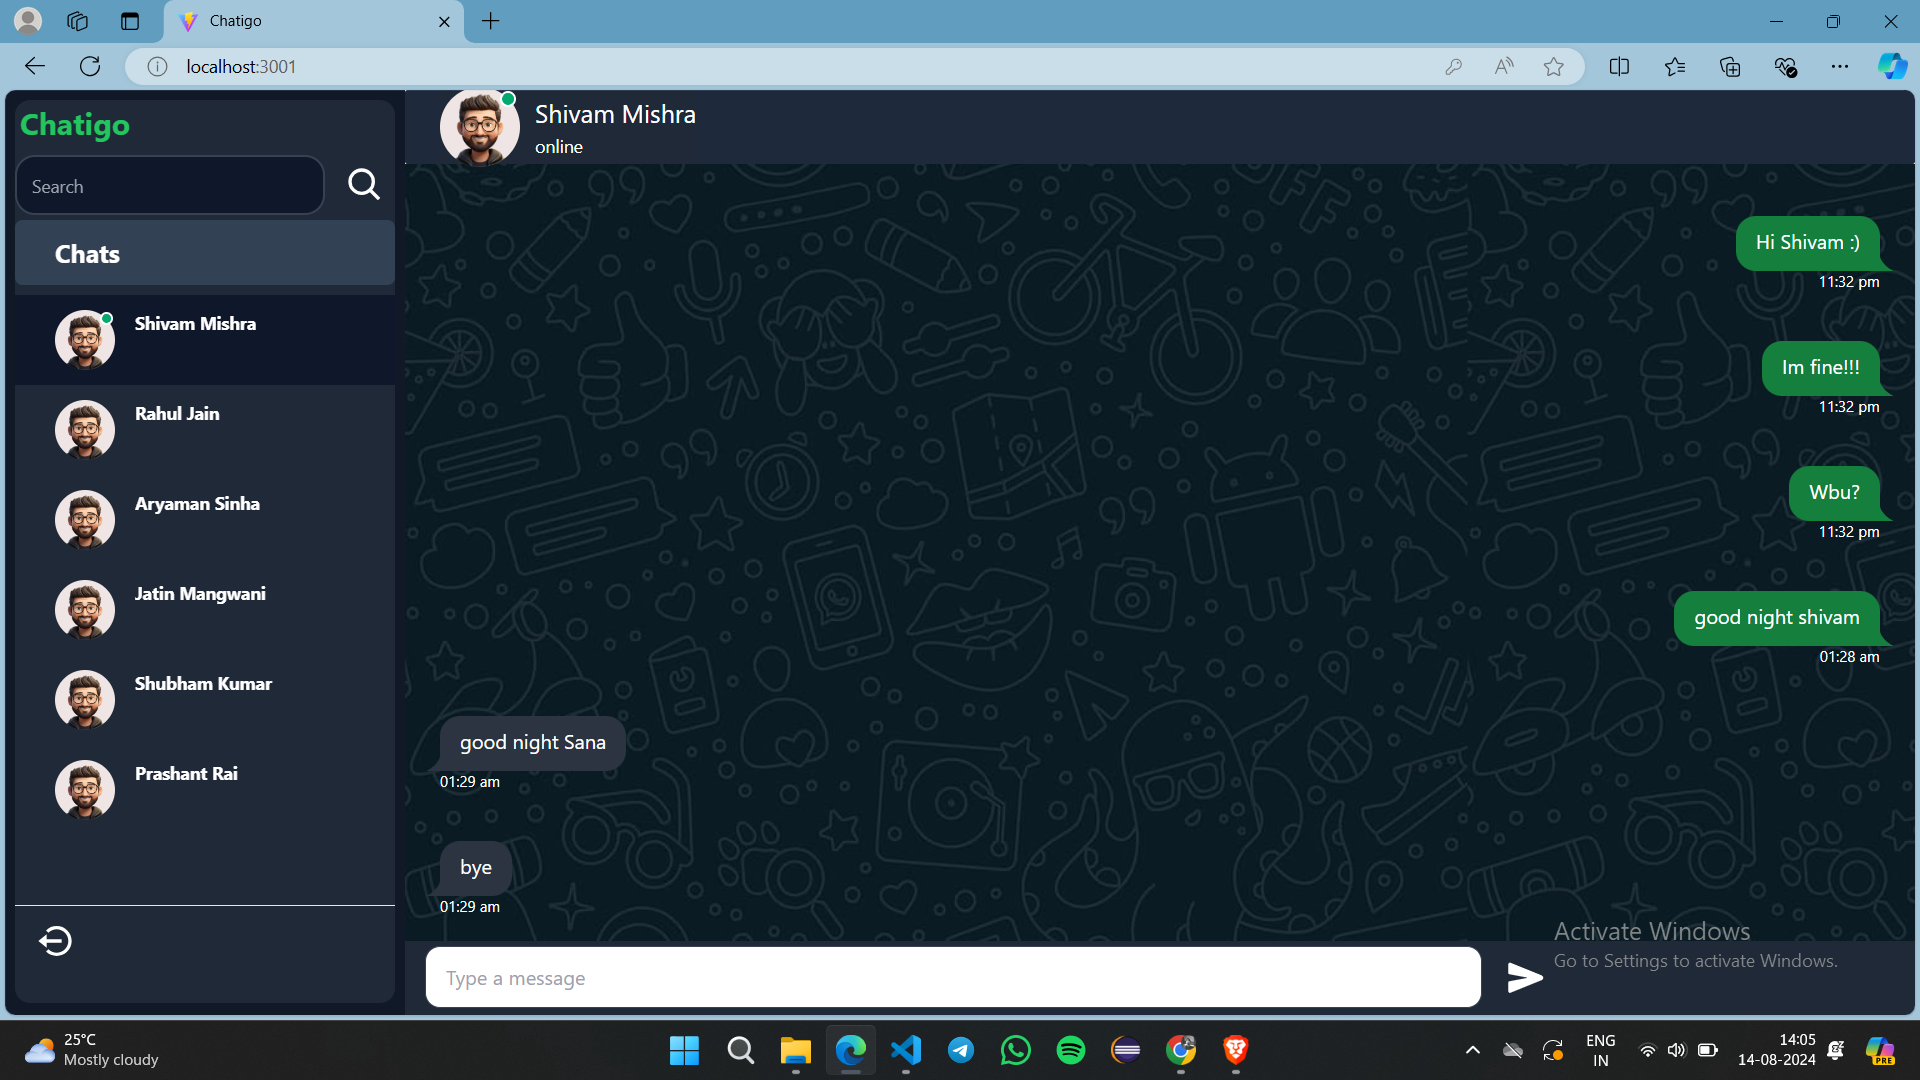 Chatigo
localhost:3001
Chatigo
Search
Chats
Shivam Mishra
Rahul Jain
Aryaman Sinha
Jatin Mangwani
Shubham Kumar
Prashant Rai
Shivam Mishra
online
Hi Shivam :)
11:32 pm
Im fine!!!
11:32 pm
Wbu?
11:32 pm
good night shivam
01:28 am
good night Sana
01:29 am
bye
01:29 am
Type a message
Activate Windows
Go to Settings to activate Windows.
25°C
Mostly cloudy
ENG
IN
14:05
14-08-2024
PRE